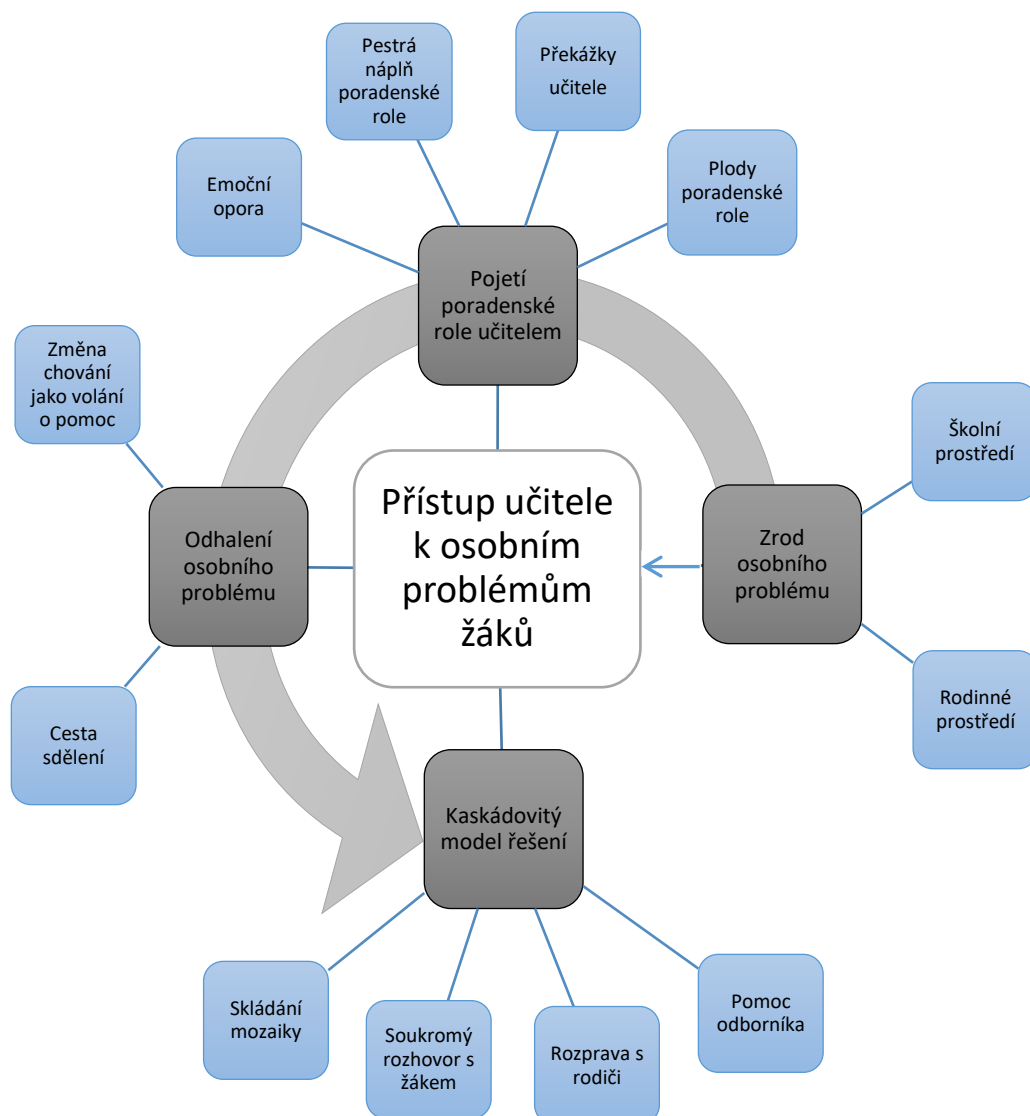 Pestrá
náplň
poradenské
role
Překážky
učitele
Emoční
opora
Plody
poradenské
role
Pojetí
poradenské
role učitelem
Změna
chování
jako volání
o pomoc
Školní
prostředí
Přístup učitele
k osobním
problémům
žáků
Odhalení
osobního
problému
Zrod
osobního
problému
Cesta
sdělení
Rodinné
prostředí
Kaskádovitý
model řešení
Skládání
mozaiky
Soukromý
rozhovor s
žákem
Rozprava s
rodiči
Pomoc
odborníka